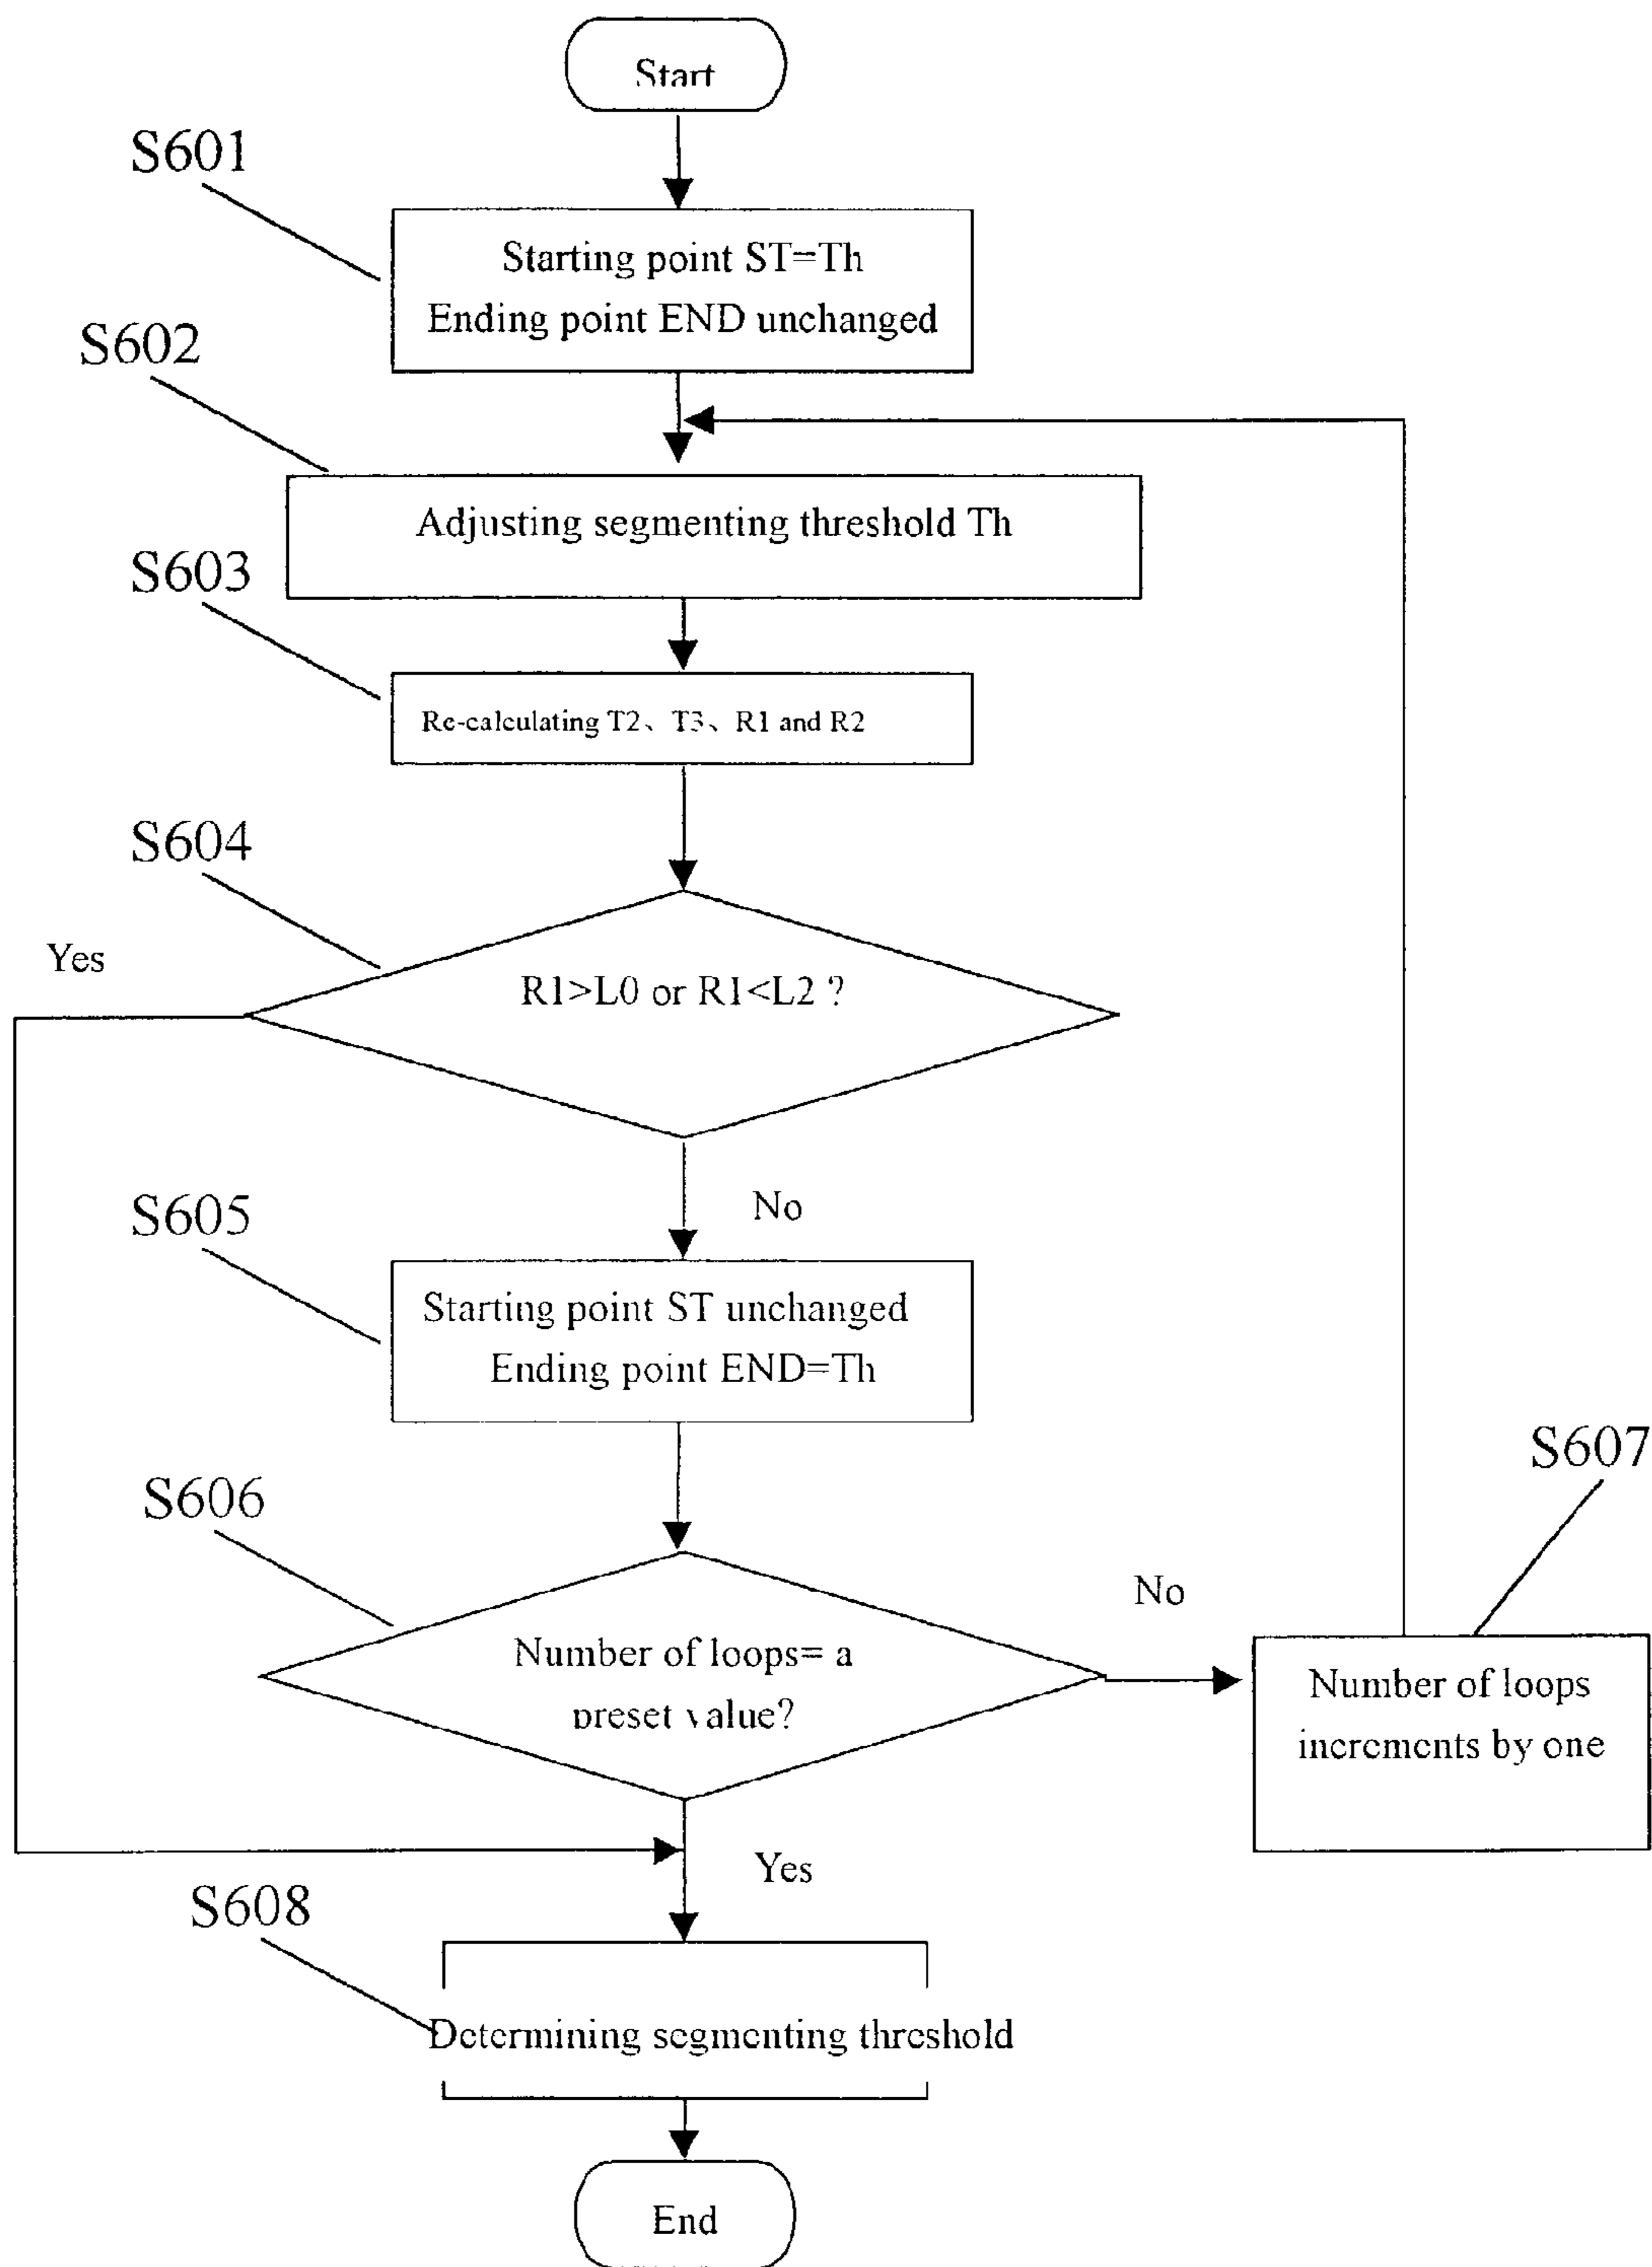 Start
S601
Starting point ST=Th
Ending point END unchanged
S602
Adjusting segmenting threshold Th
S603
Re-calculating T2、T3、R1 and R2
S604
Yes
R1>L0 or R1<L2 ?
No
S605
Starting point ST unchanged
Ending point END=Th
S606
Number of loops= a
preset value?
No
S607
Number of loops
increments by one
Yes
S608
Determining segmenting threshold
End